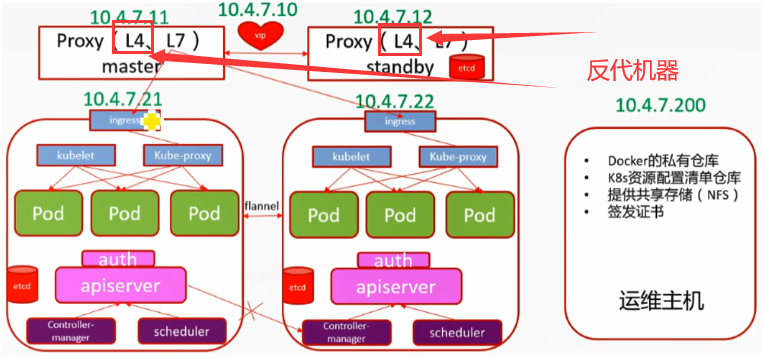 10.4.7.11
10.4.7.10
10.4.7.12
Proxy（L4、L7）
master
vip
Proxy（L4、L7）
standby
etcd
反代机器
10.4.7.21
10.4.7.22
10.4.7.200
ingress
kubelet
Kube-proxy
Pod
Pod
Pod
auth
apiserver
etcd
Controller-
manager
scheduler
flannel
ingress
kubelet
Kube-proxy
Pod
Pod
Pod
auth
apiserver
etcd
Controller-
manager
scheduler
Docker的私有仓库
K8s资源配置清单仓库
提供共享存储（NFS）
签发证书
运维主机